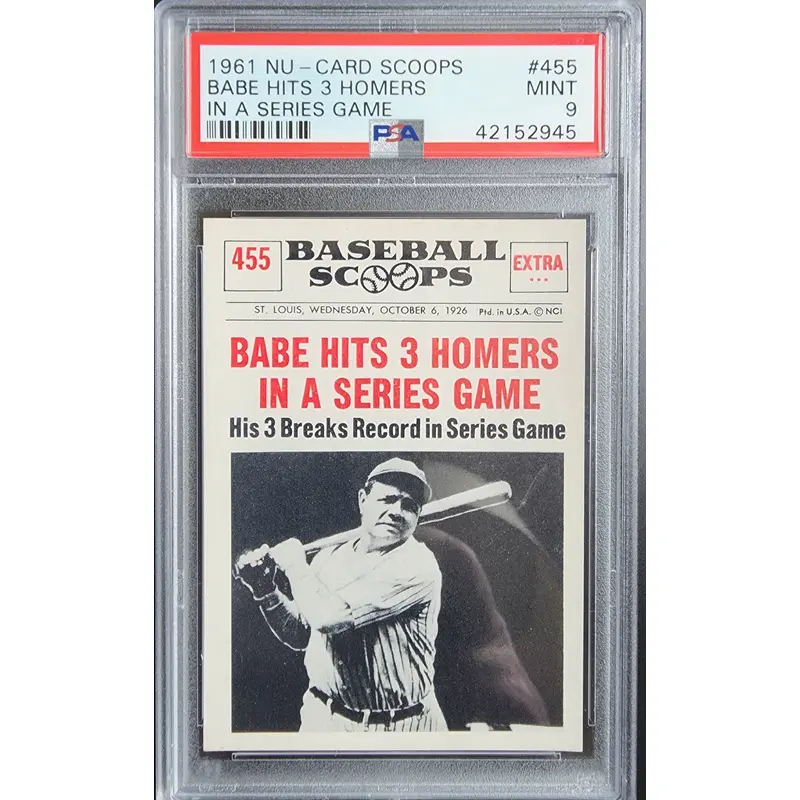 1961 NU-CARD SCOOPS #455
BABE HITS 3 HOMERS MINT
IN A SERIES GAME 9
PSA 42152945
455 BASEBALL EXTRA
SCOOPS
ST. LOUIS, WEDNESDAY, OCTOBER 6, 1926 Ptd. in U.S.A. © NCI
BABE HITS 3 HOMERS
IN A SERIES GAME
His 3 Breaks Record in Series Game